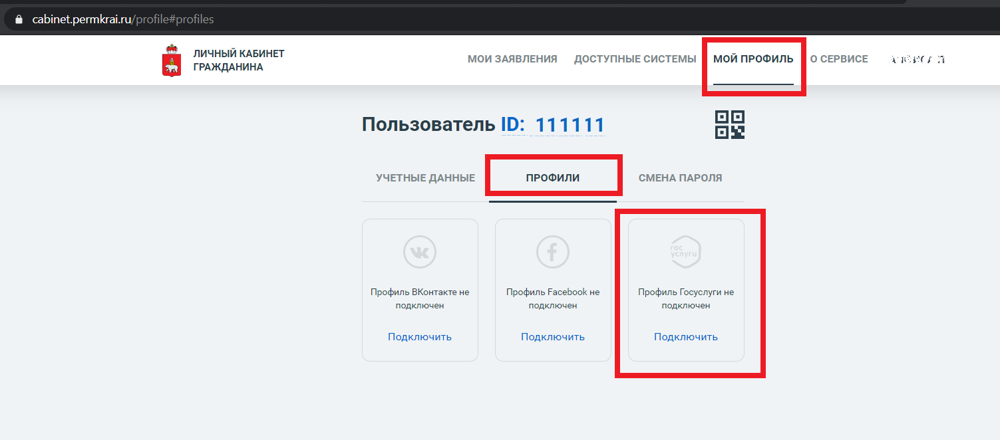 cabinet.permkrai.ru/profile#profiles
ЛИЧНЫЙ КАБИНЕТ
ГРАЖДАНИНА
МОИ ЗАЯВЛЕНИЯ ДОСТУПНЫЕ СИСТЕМЫ МОЙ ПРОФИЛЬ О СЕРВИСЕ
Пользователь ID: 111111
УЧЕТНЫЕ ДАННЫЕ ПРОФИЛИ СМЕНА ПАРОЛЯ
Профиль ВКонтакте не
подключен
Подключить
Профиль Facebook не
подключен
Подключить
гос
услуги
Профиль Госуслуги не
подключен
Подключить